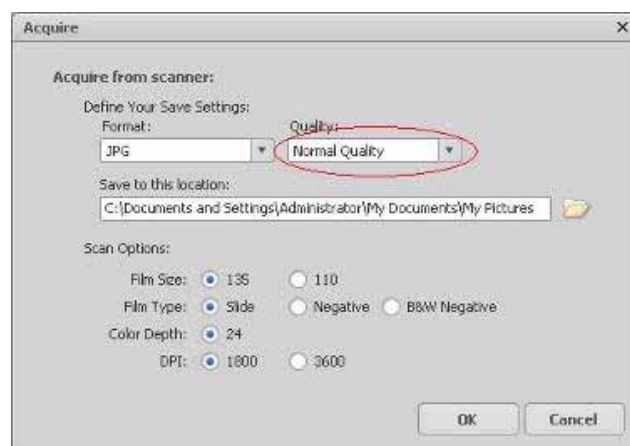 Acquire
Acquire from scanner:
Define Your Save Settings:
Format: Quality:
JPG Normal Quality
Save to this location:
C:\Documents and Settings\Administrator\My Documents\My Pictures
Scan Options:
Film Size: 135 110
Film Type: Slide Negative B&W Negative
Color Depth: 24
DPI: 1800 3600
OK Cancel